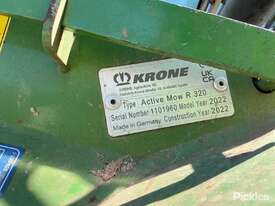 KRONE
UK
CA
Type Active Mow R 320
Serial Number 1101960 Model Year 2022
Made in Germany Construction Year 2022
Pickles